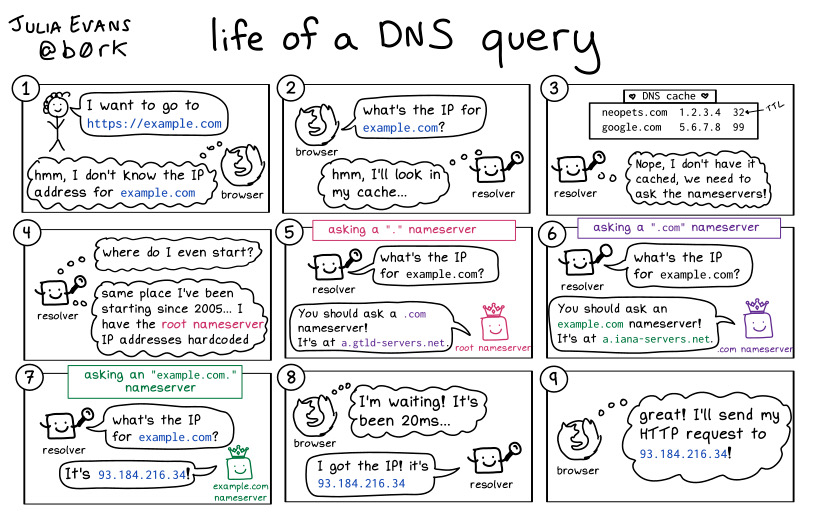 JULIA EVANS
@b0rk
life of a DNS query
1
I want to go to
https://example.com
hmm, I don't know the IP
address for example.com
browser
2
what's the IP for
example.com?
browser
hmm, I'll look in
my cache...
resolver
3
♥ DNS cache ♥
neopets.com 1.2.3.4 32
TTL
google.com 5.6.7.8 99
Nope, I don't have it
cached, we need to
ask the nameservers!
resolver
4
where do I even start?
resolver
same place I've been
starting since 2005... I
have the root nameserver
IP addresses hardcoded
5
asking a "." nameserver
what's the IP
for example.com?
resolver
You should ask a .com
nameserver!
It's at a.gtld-servers.net.
root nameserver
6
asking a ".com" nameserver
what's the IP
for example.com?
resolver
You should ask an
example.com nameserver!
It's at a.iana-servers.net.
.com nameserver
7
asking an "example.com."
nameserver
what's the IP
for example.com?
resolver
It's 93.184.216.34!
example.com
nameserver
8
I'm waiting! It's
been 20ms...
browser
I got the IP! it's
93.184.216.34
resolver
9
great! I'll send my
HTTP request to
93.184.216.34!
browser